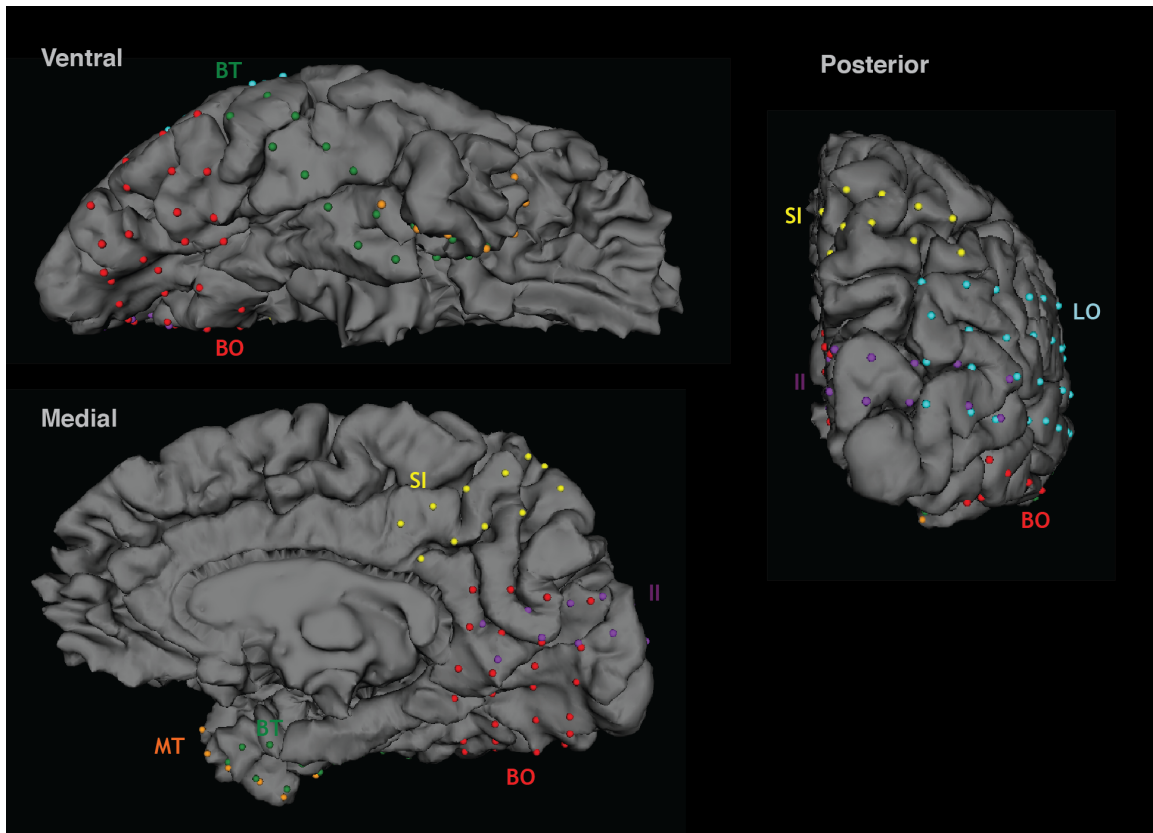 Ventral
BT
BO
Posterior
SI
LO
II
BO
Medial
SI
II
BT
MT
BO